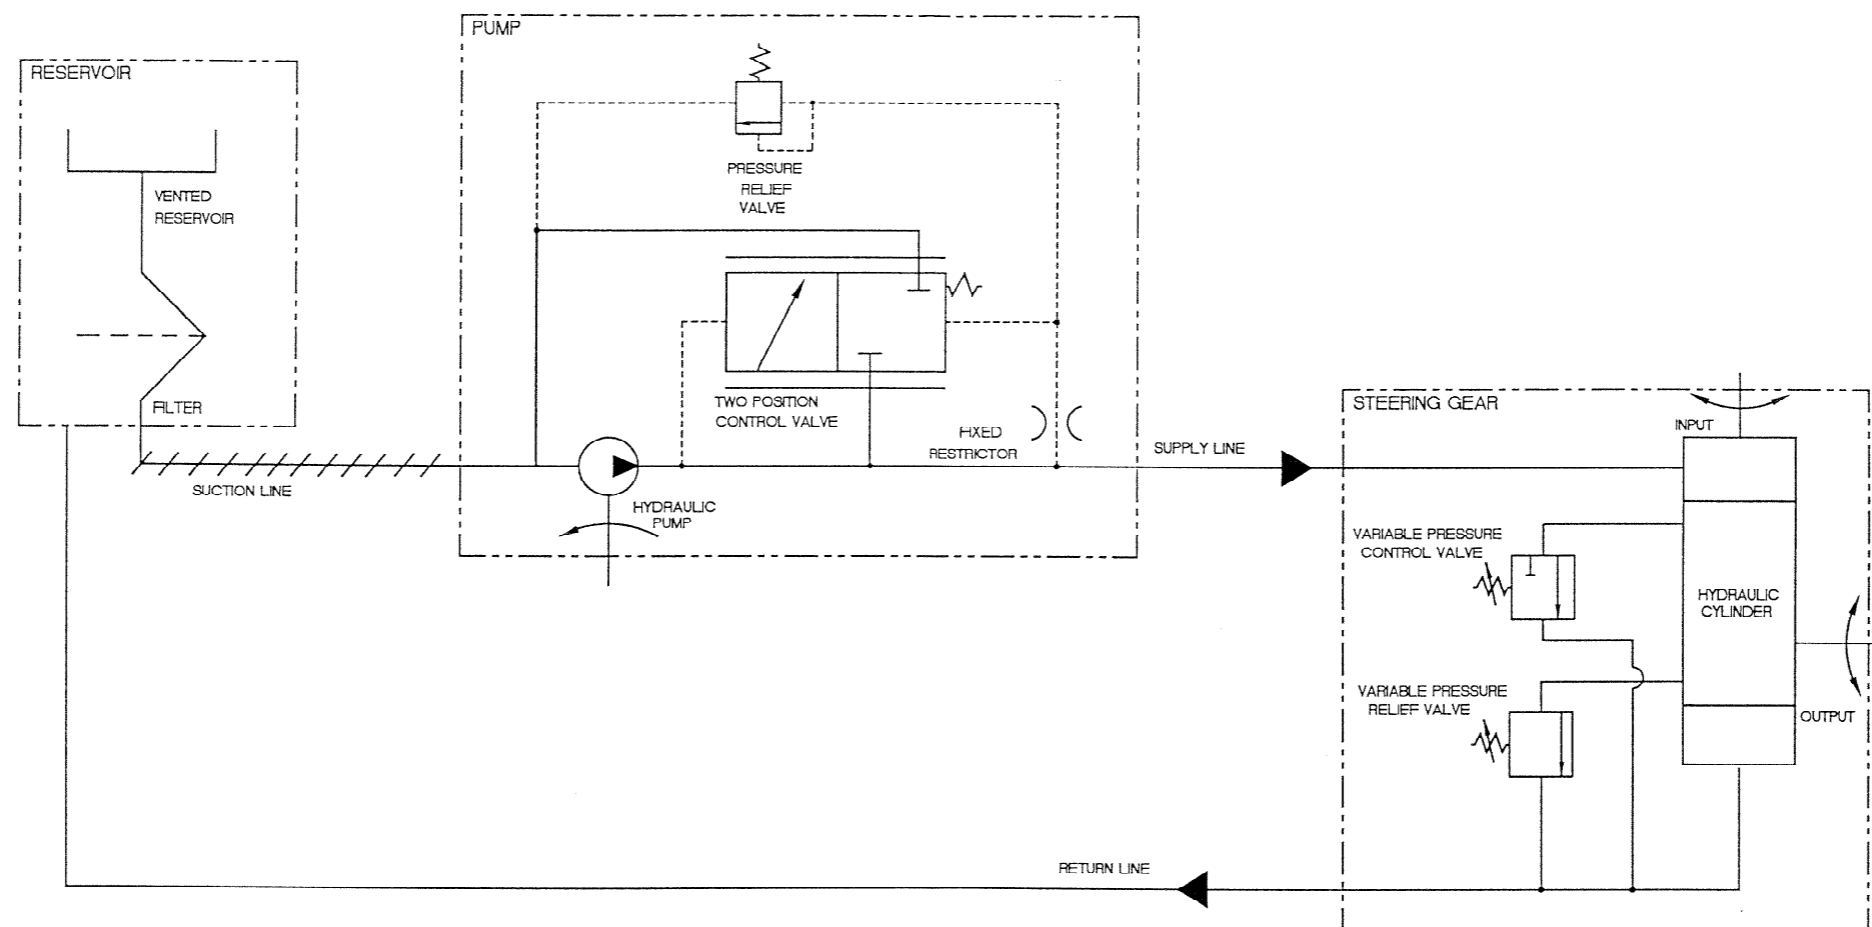 PUMP
RESERVOIR
VENTED
RESERVOIR
FILTER
SUCTION LINE
PRESSURE
RELIEF
VALVE
TWO POSITION
CONTROL VALVE
FIXED
RESTRICTOR
HYDRAULIC
PUMP
SUPPLY LINE
STEERING GEAR
INPUT
VARIABLE PRESSURE
CONTROL VALVE
HYDRAULIC
CYLINDER
VARIABLE PRESSURE
RELIEF VALVE
OUTPUT
RETURN LINE